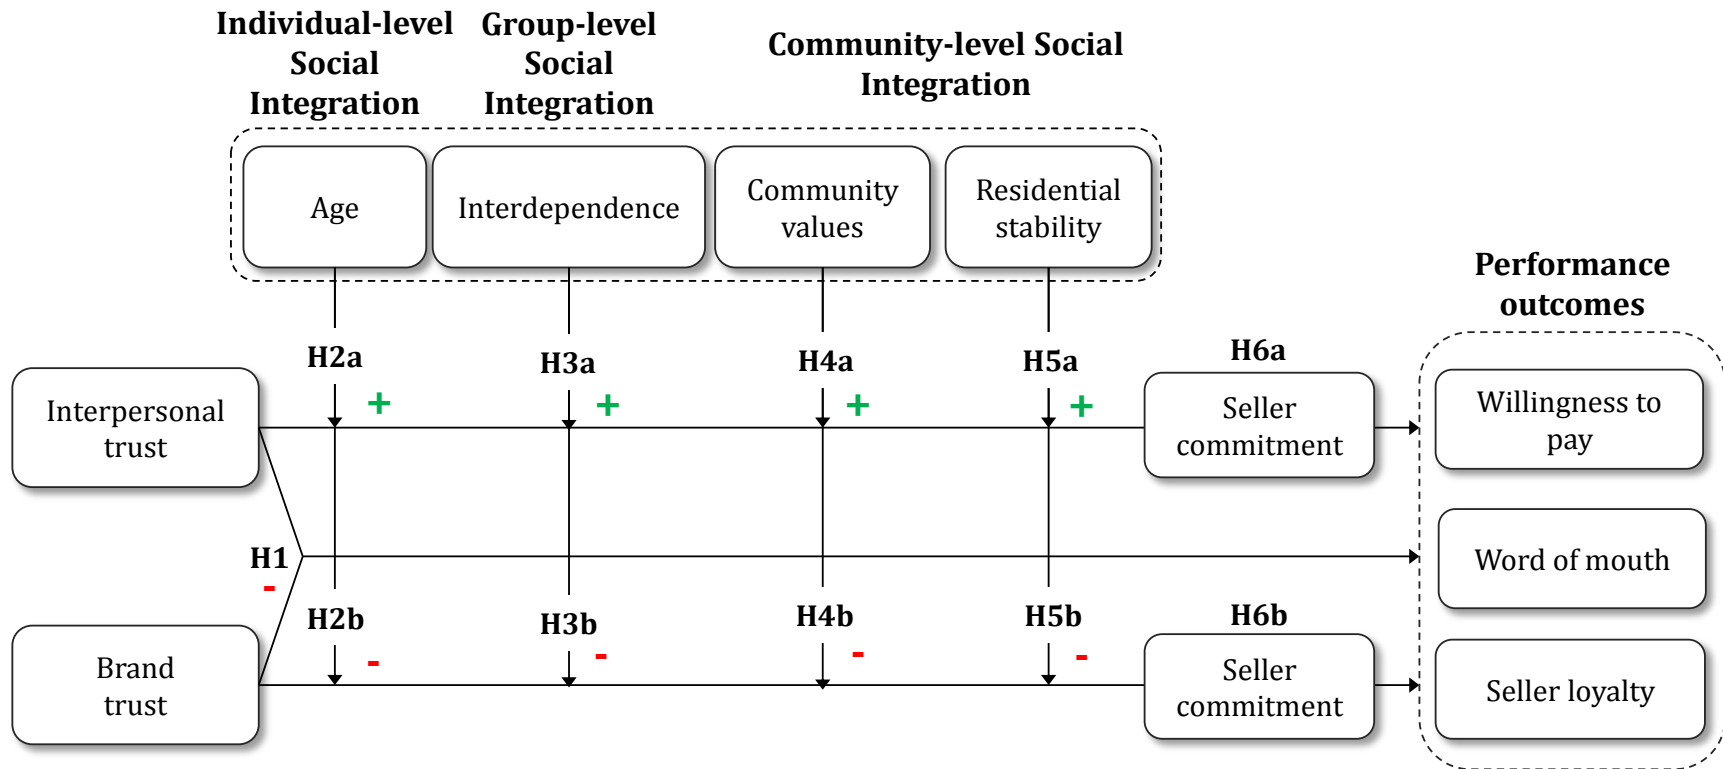 Individual-level
Social
Integration
Group-level
Social
Integration
Community-level Social
Integration
Age
Interdependence
Community
values
Residential
stability
Performance
outcomes
H2a
H3a
H4a
H5a
H6a
+
+
+
+
Interpersonal
trust
Seller
commitment
Willingness to
pay
H1
-
Word of mouth
H2b
H3b
H4b
H5b
H6b
-
-
-
-
Brand
trust
Seller
commitment
Seller loyalty